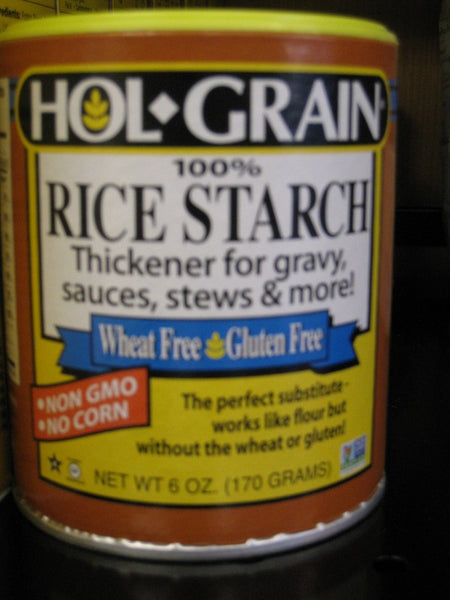 HOL GRAIN
100%
RICE STARCH
Thickener for gravy,
sauces, stews & more!
Wheat Free Gluten Free
•NON GMO
•NO CORN
The perfect substitute -
works like flour but
without the wheat or gluten!
NET WT 6 OZ. (170 GRAMS)